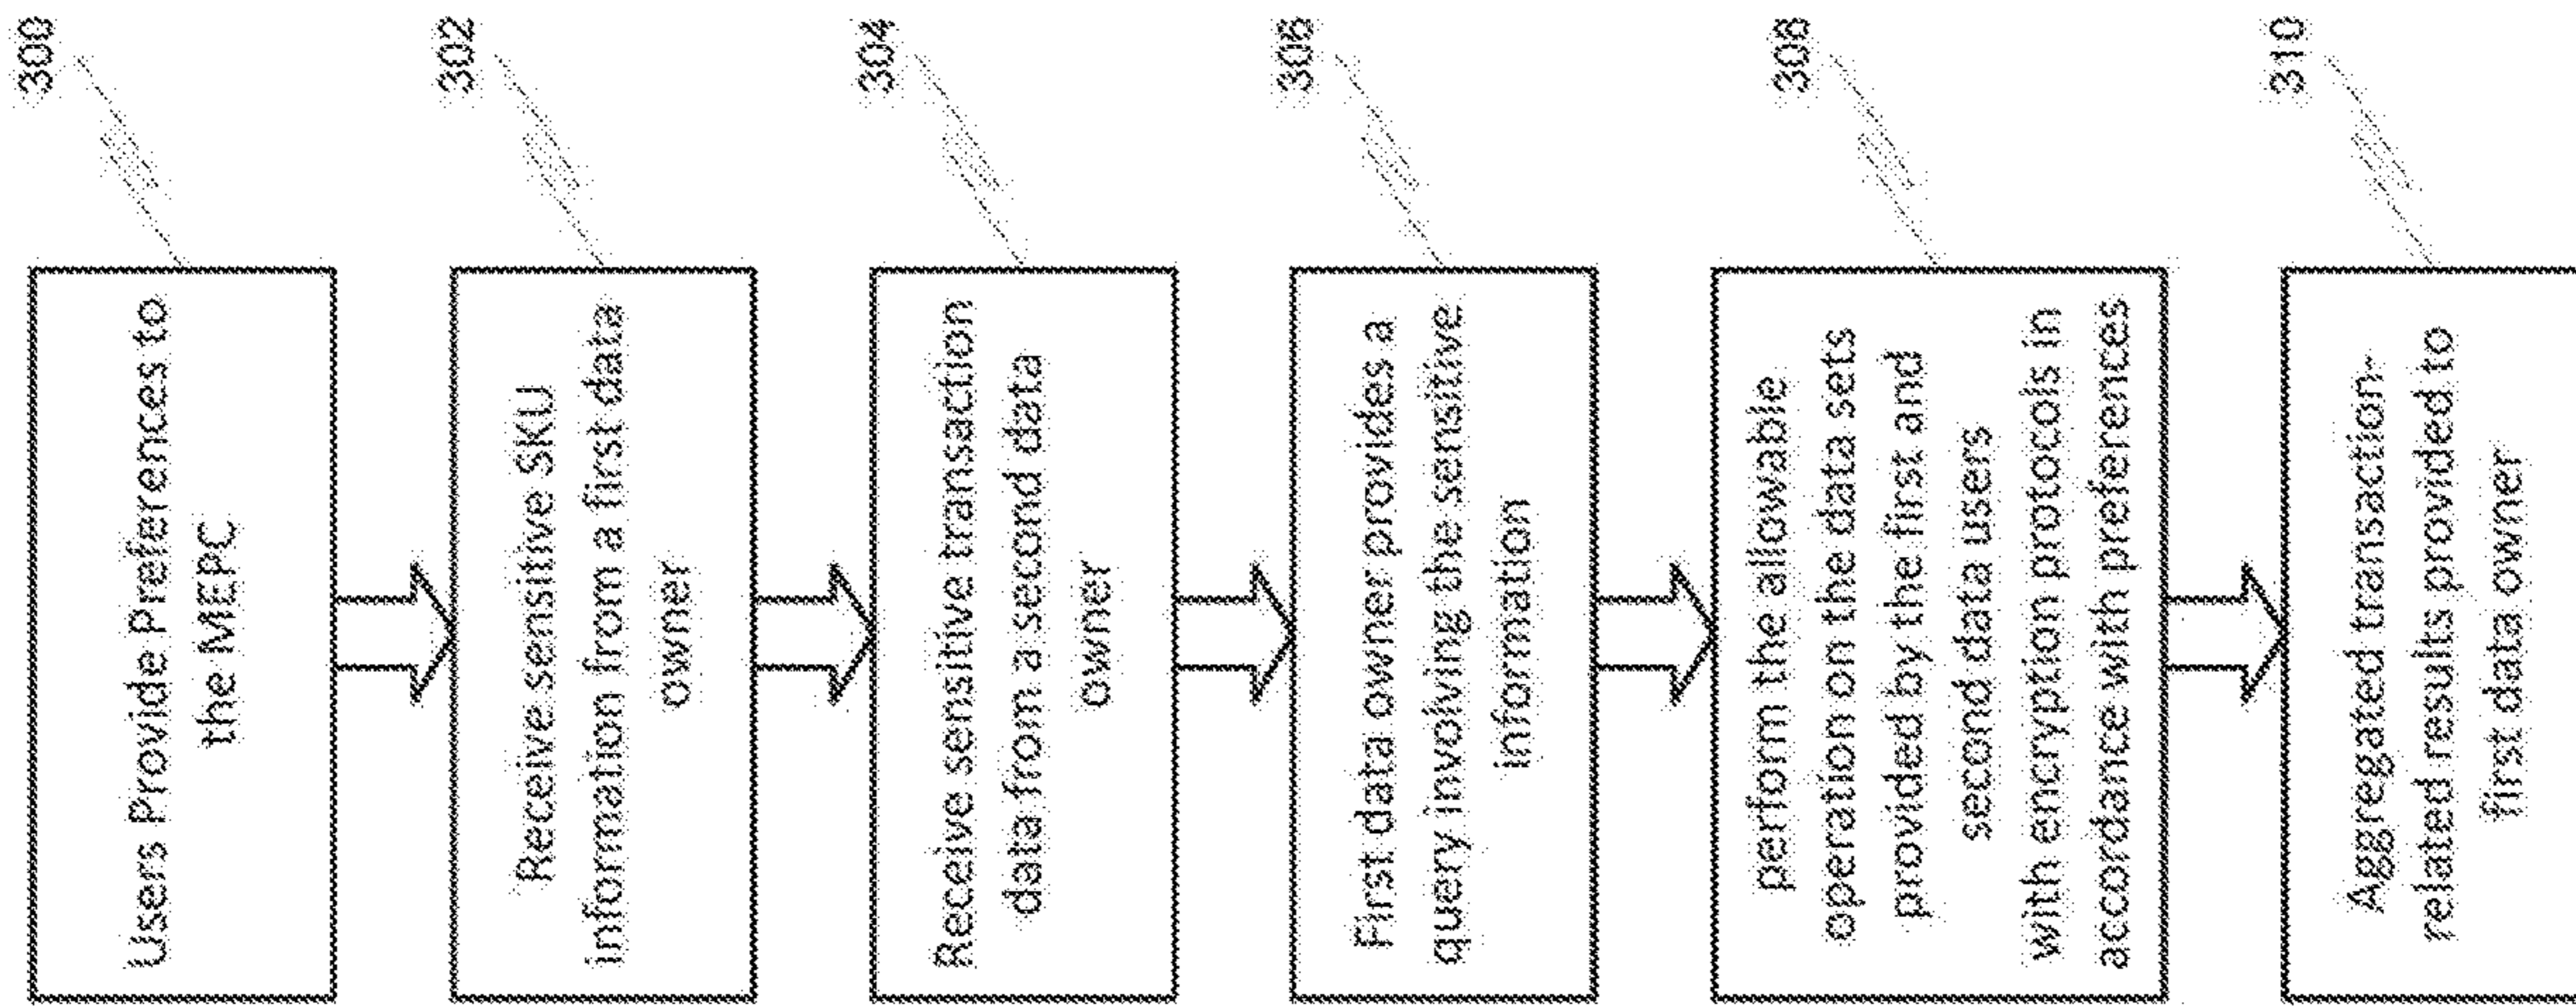 300
Users Provide Preferences to
the MEPC
302
Receive sensitive SKU
information from a first data
owner
304
Receive sensitive transaction
data from a second data
owner
306
First data owner provides a
query involving the sensitive
information
308
perform the allowable
operation on the data sets
provided by the first and
second data users
with encryption protocols in
accordance with preferences
310
Aggregated transaction-
related results provided to
first data owner